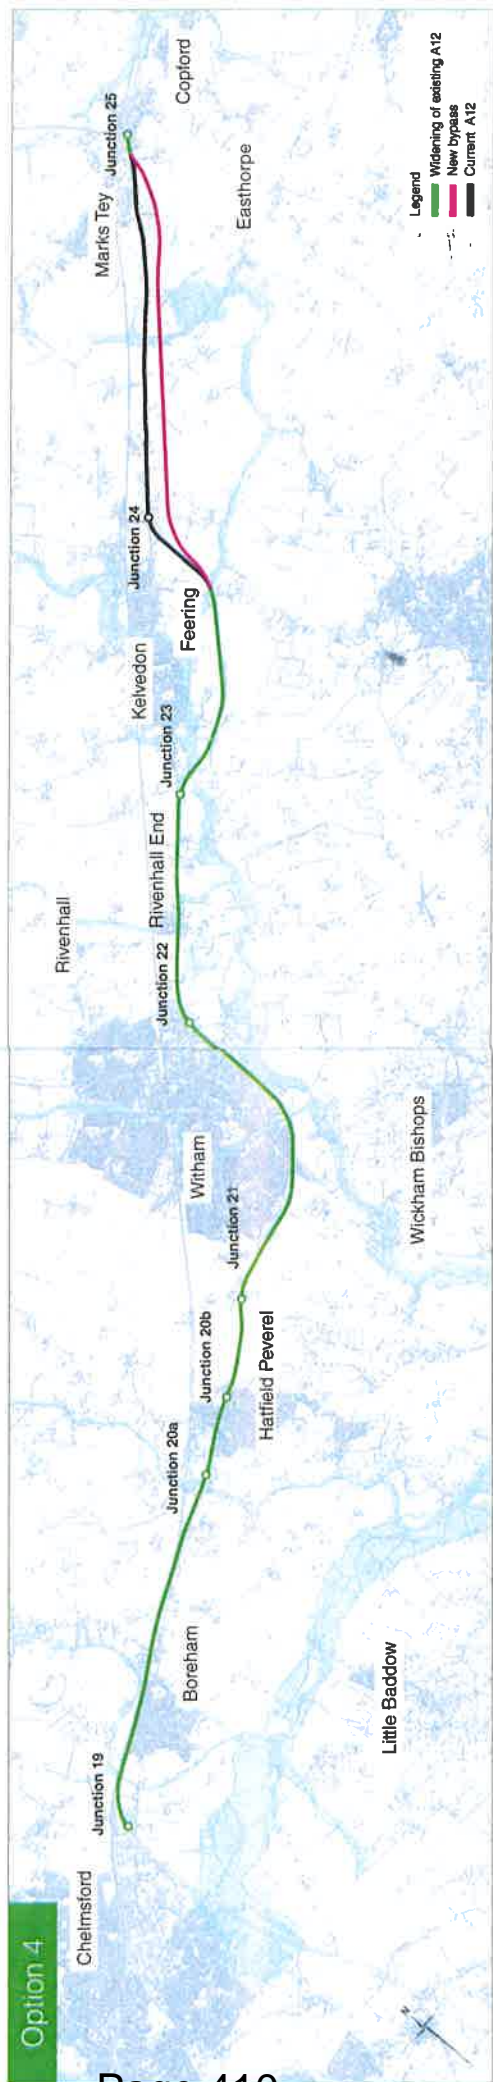 Option 4
Chelmsford
Junction 19
Boreham
Little Baddow
Junction 20a
Junction 20b
Hatfield Peverel
Junction 21
Witham
Wickham Bishops
Junction 22
Rivenhall
Rivenhall End
Junction 23
Kelvedon
Feering
Junction 24
Marks Tey
Junction 25
Easthorpe
Copford
Legend
Widening of existing A12
New bypass
Current A12
N
Page 410